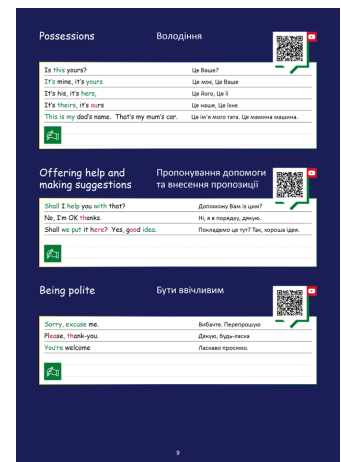 Possessions
Володіння
Is this yours?
Це Ваше?
It's mine, it's yours
Це моє, Це Ваше
It's his, it's hers,
Це його, Це її
It's theirs, it's ours
Це наше, Це їхнє
This is my dad's name. That's my mum's car.
Це ім'я мого тата. Це мамина машина.
Offering help and
making suggestions
Пропонування допомоги
та внесення пропозиції
Shall I help you with that?
Допоможу Вам із цим?
No, I'm OK thanks.
Ні, я в порядку, дякую.
Shall we put it here? Yes, good idea.
Покладемо це тут? Так, хороша ідея.
Being polite
Бути ввічливим
Sorry, excuse me.
Вибачте. Перепрошую
Please, thank-you.
Дякую, будь-ласка
You're welcome
Ласкаво просимо.
9